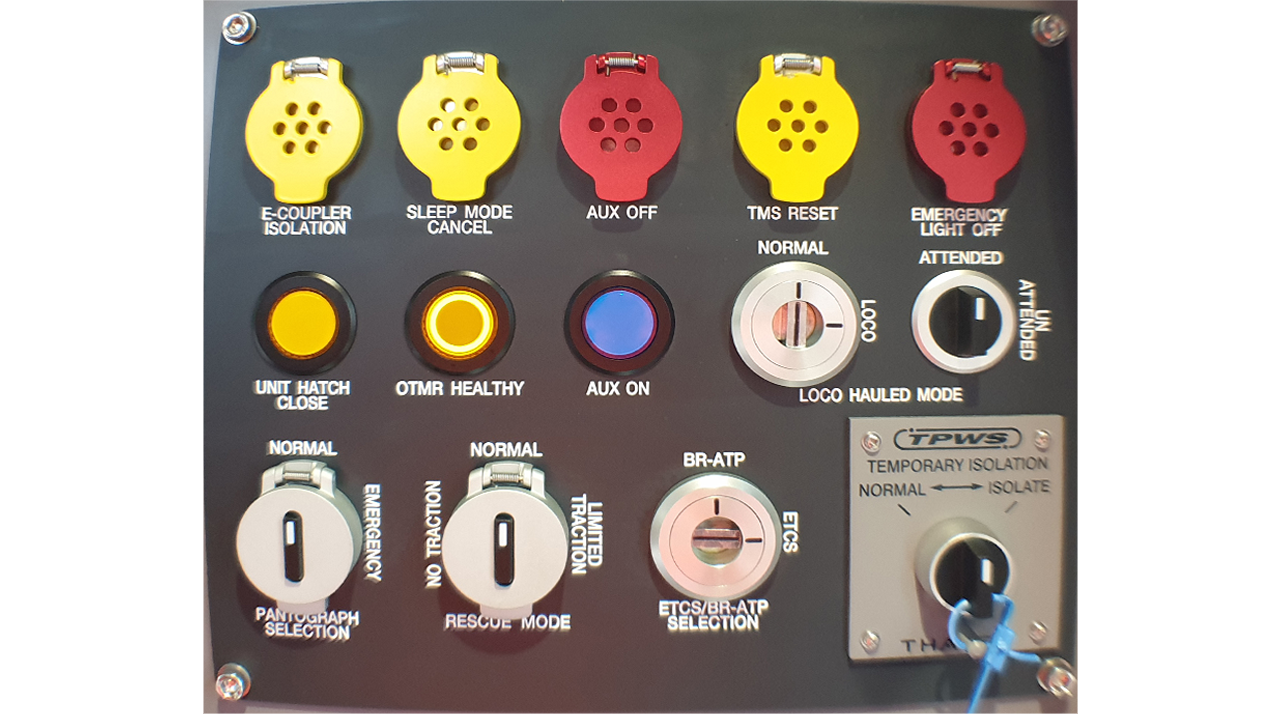 E-COUPLER
ISOLATION
SLEEP MODE
CANCEL
AUX OFF
TMS RESET
EMERGENCY
LIGHT OFF
NORMAL
LOCO
ATTENDED
UN
ATTENDED
UNIT HATCH
CLOSE
OTMR HEALTHY
AUX ON
LOCO HAULED MODE
NORMAL
EMERGENCY
PANTOGRAPH
SELECTION
NORMAL
NO TRACTION
LIMITED
TRACTION
RESCUE MODE
BR-ATP
ETCS
ETCS/BR-ATP
SELECTION
TPWS
TEMPORARY ISOLATION
NORMAL ISOLATE